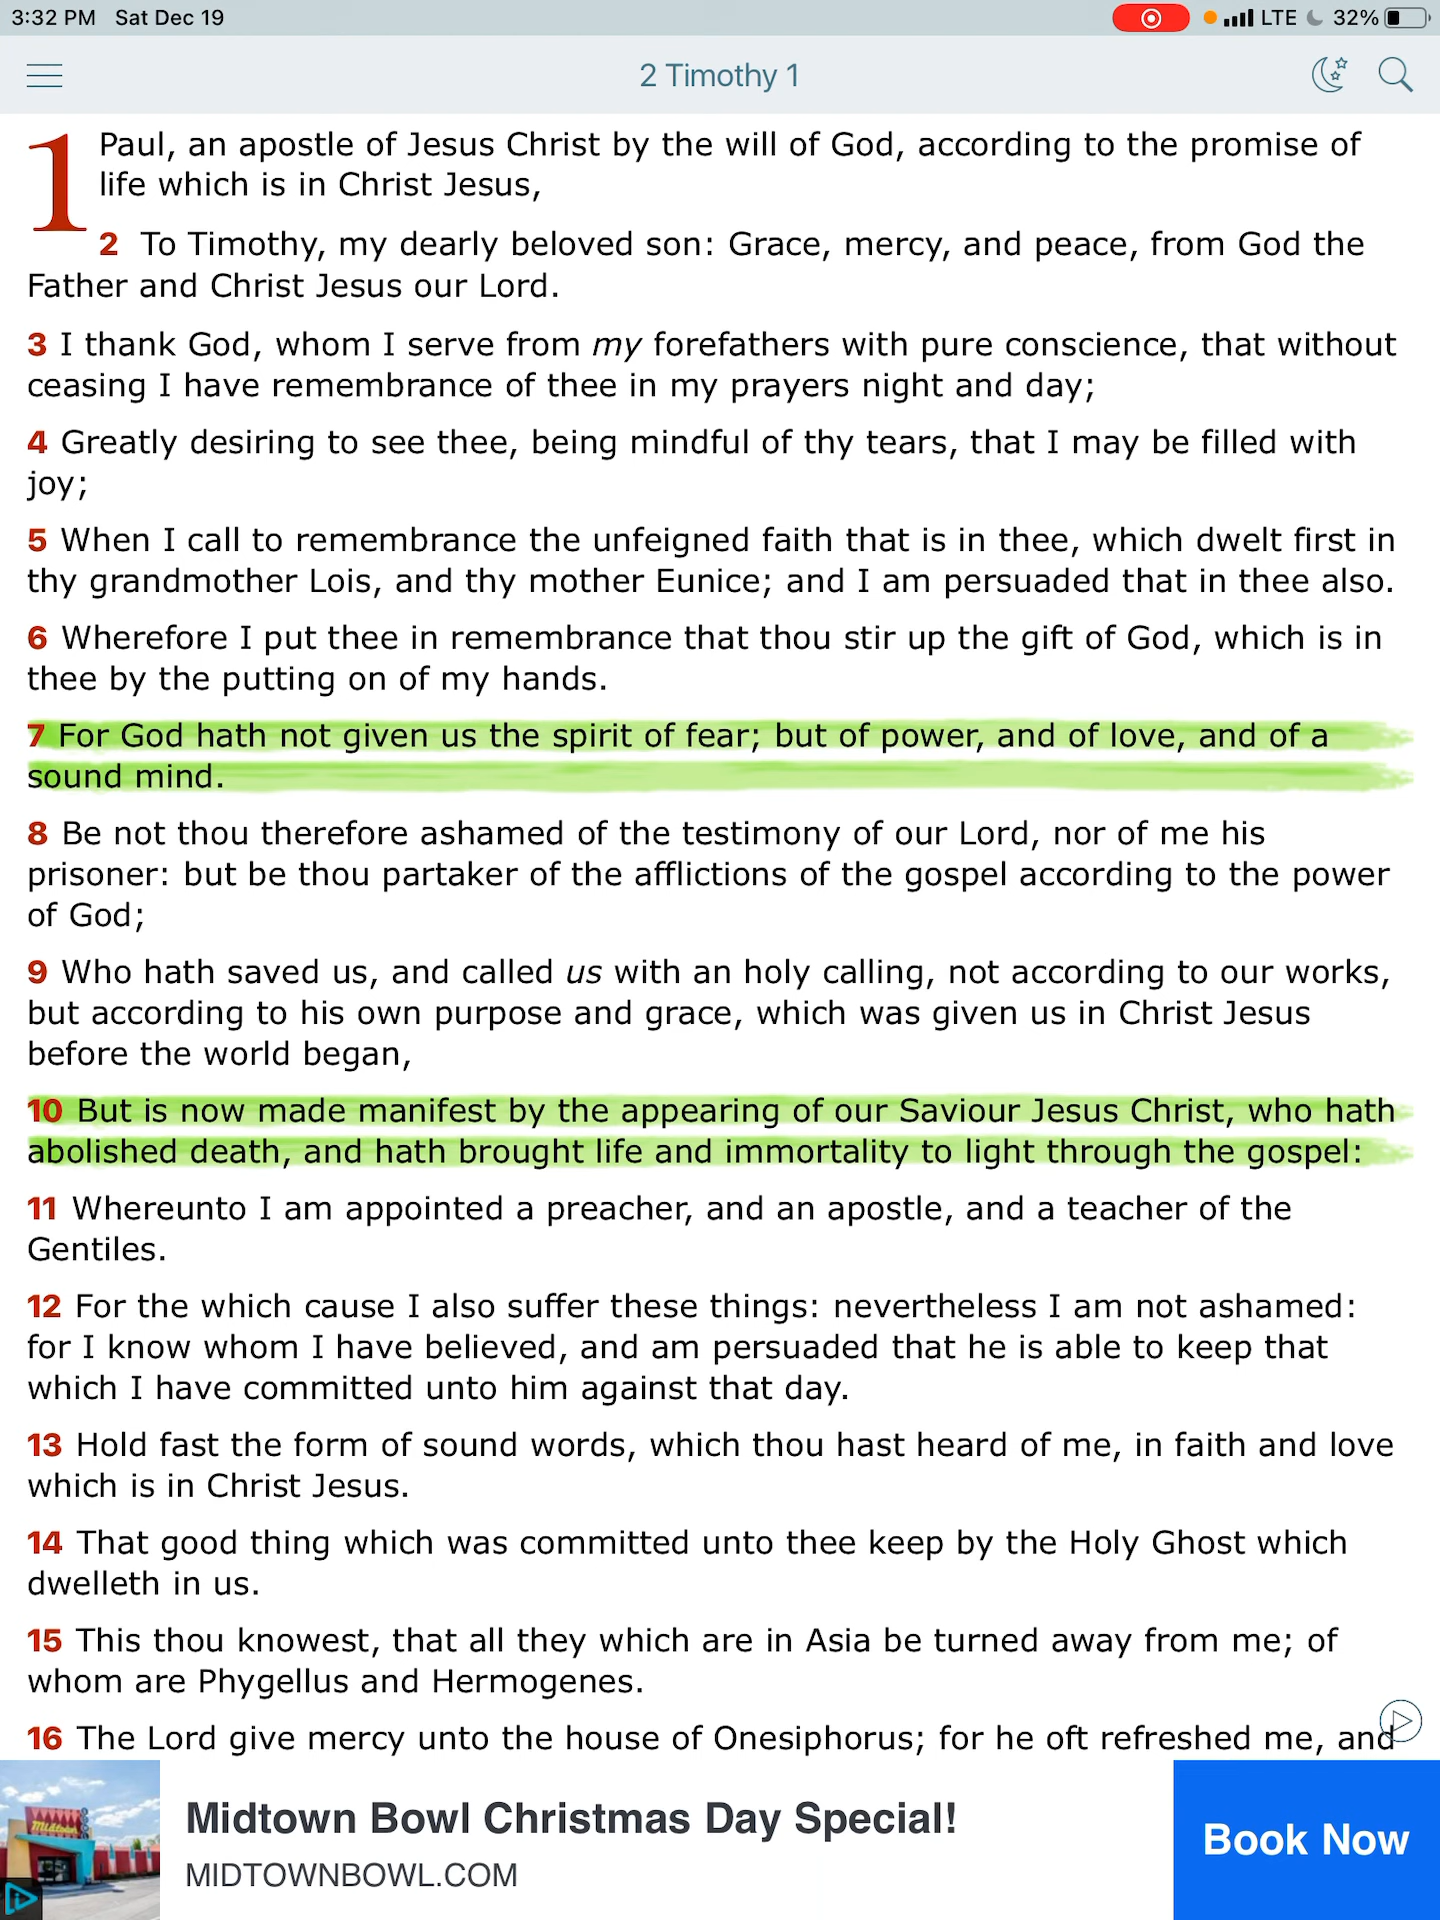 3:32 PM Sat Dec 19 LTE 32%
2 Timothy 1
1 Paul, an apostle of Jesus Christ by the will of God, according to the promise of
life which is in Christ Jesus,
2 To Timothy, my dearly beloved son: Grace, mercy, and peace, from God the
Father and Christ Jesus our Lord.
3 I thank God, whom I serve from my forefathers with pure conscience, that without
ceasing I have remembrance of thee in my prayers night and day;
4 Greatly desiring to see thee, being mindful of thy tears, that I may be filled with
joy;
5 When I call to remembrance the unfeigned faith that is in thee, which dwelt first in
thy grandmother Lois, and thy mother Eunice; and I am persuaded that in thee also.
6 Wherefore I put thee in remembrance that thou stir up the gift of God, which is in
thee by the putting on of my hands.
7 For God hath not given us the spirit of fear; but of power, and of love, and of a
sound mind.
8 Be not thou therefore ashamed of the testimony of our Lord, nor of me his
prisoner: but be thou partaker of the afflictions of the gospel according to the power
of God;
9 Who hath saved us, and called us with an holy calling, not according to our works,
but according to his own purpose and grace, which was given us in Christ Jesus
before the world began,
10 But is now made manifest by the appearing of our Saviour Jesus Christ, who hath
abolished death, and hath brought life and immortality to light through the gospel:
11 Whereunto I am appointed a preacher, and an apostle, and a teacher of the
Gentiles.
12 For the which cause I also suffer these things: nevertheless I am not ashamed:
for I know whom I have believed, and am persuaded that he is able to keep that
which I have committed unto him against that day.
13 Hold fast the form of sound words, which thou hast heard of me, in faith and love
which is in Christ Jesus.
14 That good thing which was committed unto thee keep by the Holy Ghost which
dwelleth in us.
15 This thou knowest, that all they which are in Asia be turned away from me; of
whom are Phygellus and Hermogenes.
16 The Lord give mercy unto the house of Onesiphorus; for he oft refreshed me, and
Midtown
Midtown Bowl Christmas Day Special!
MIDTOWNBOWL.COM
Book Now